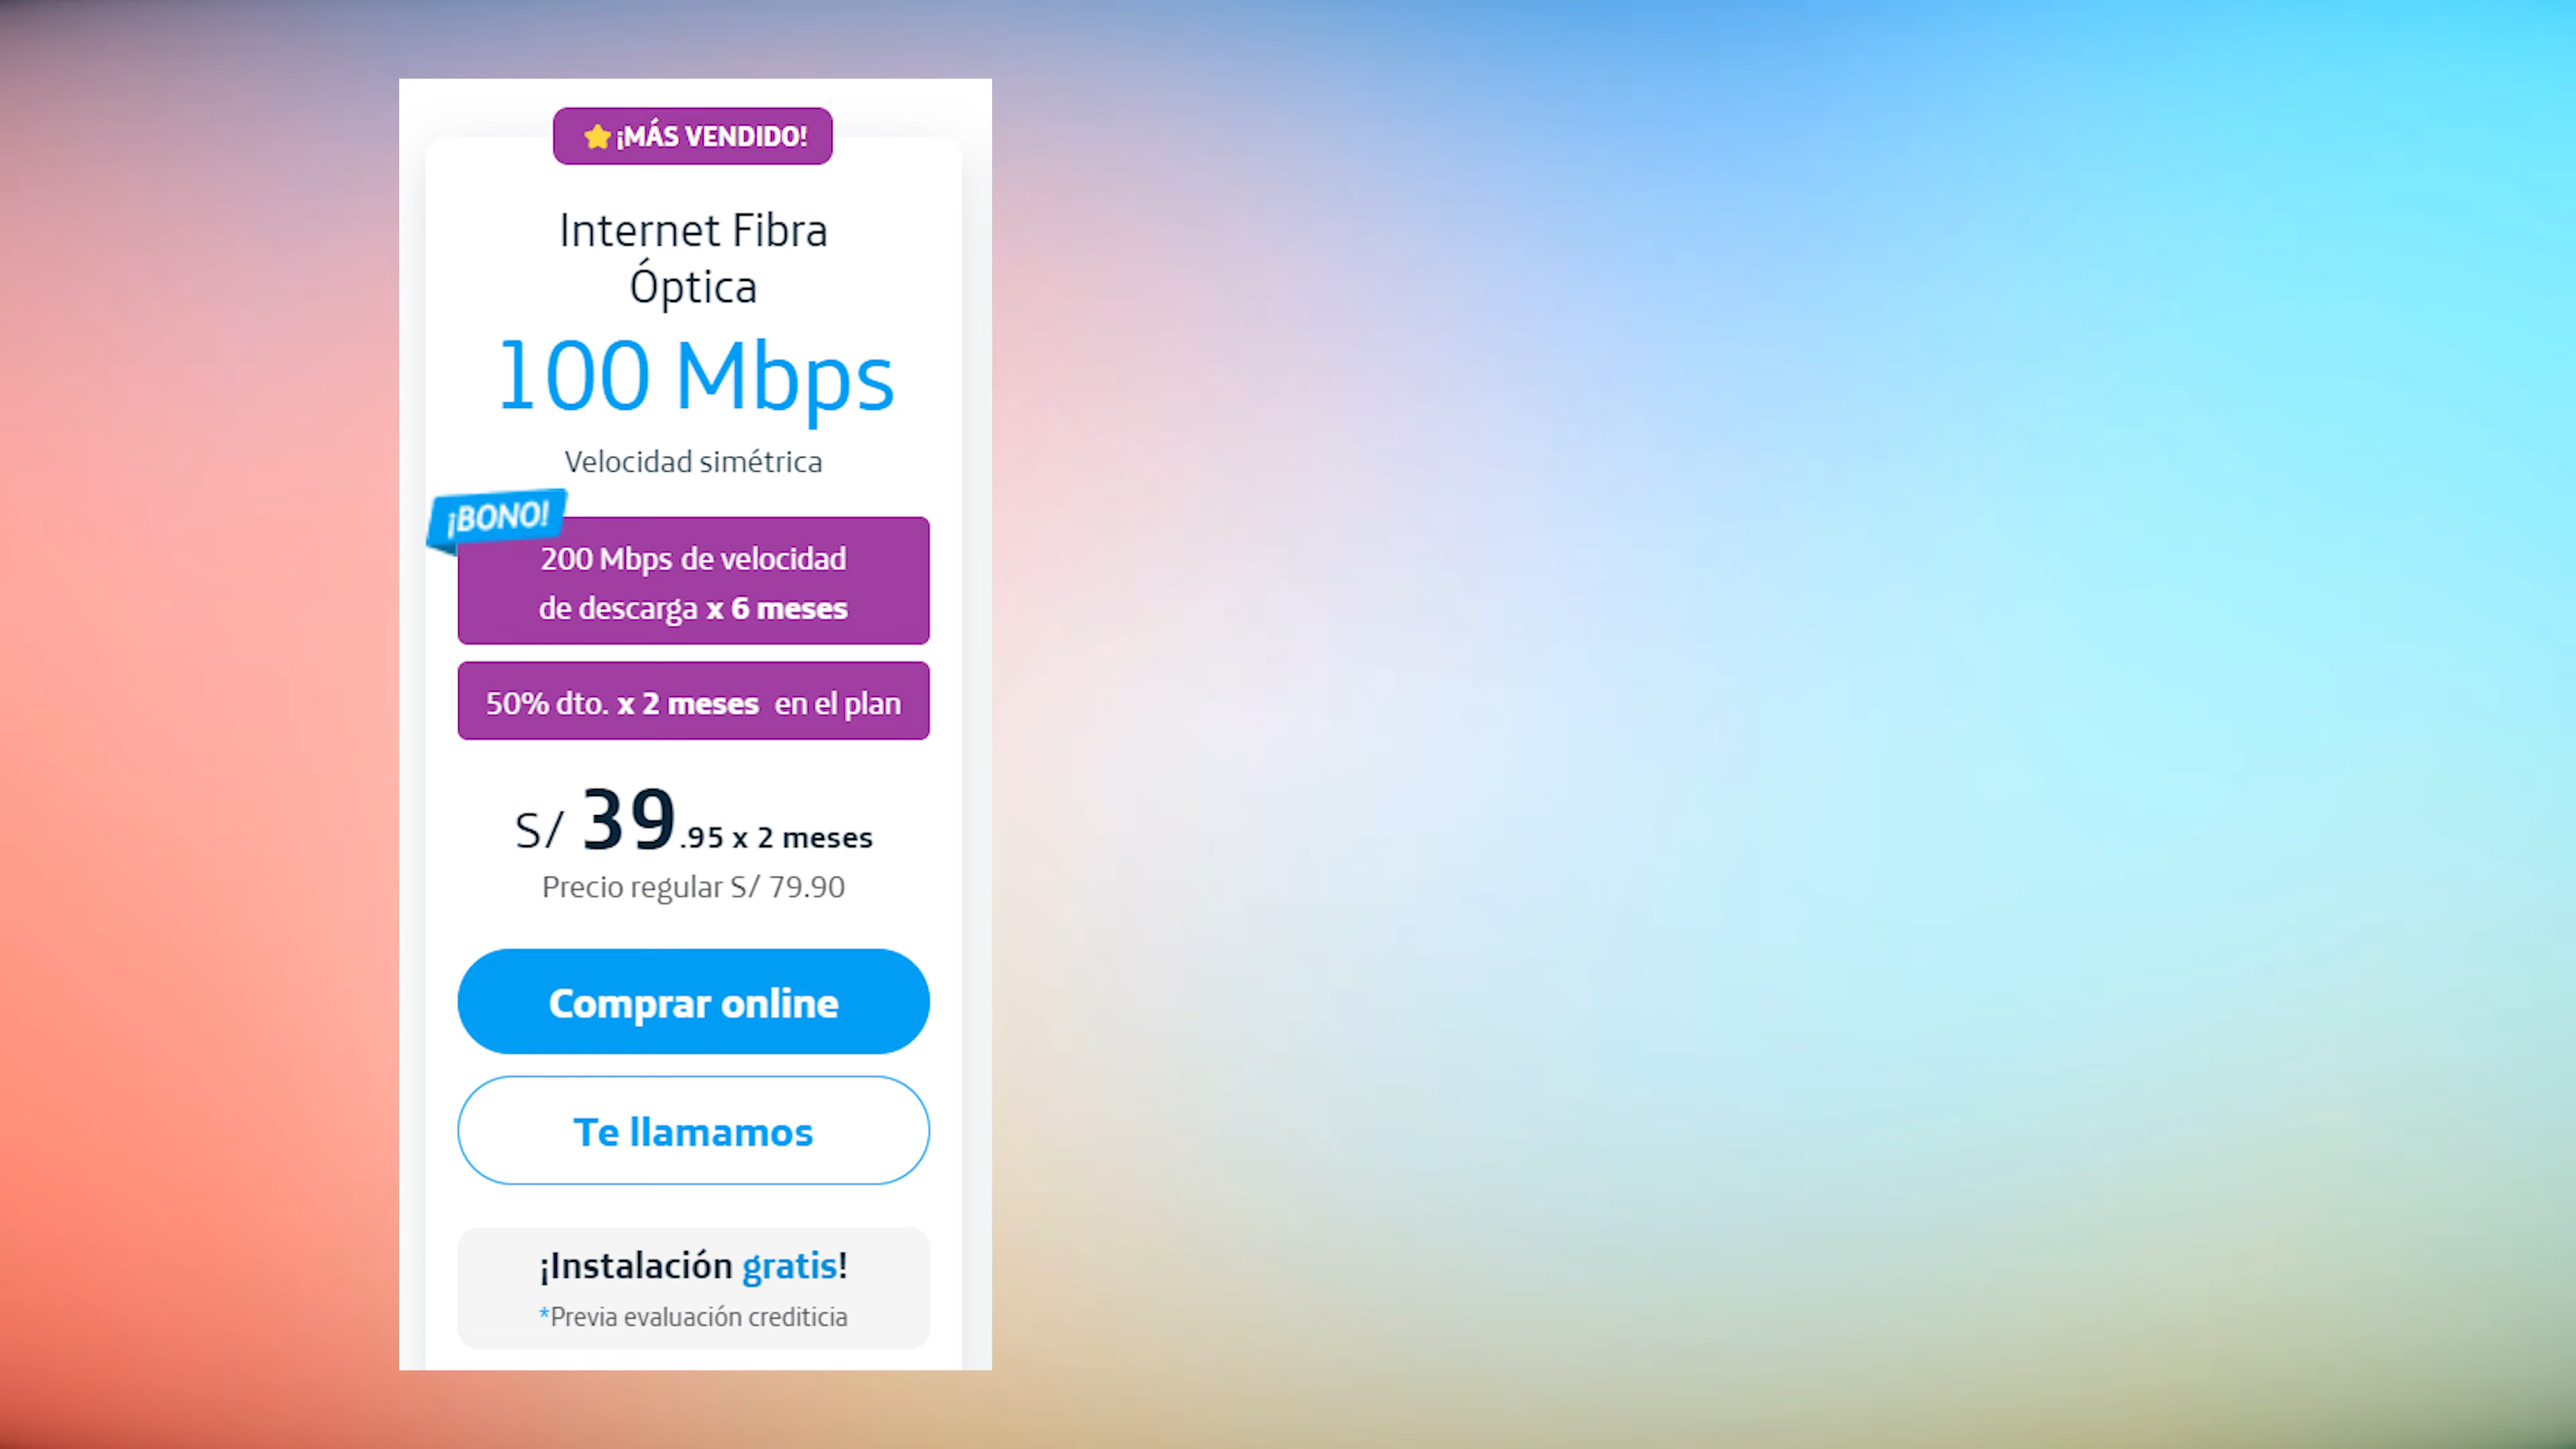 ¡MÁS VENDIDO!
Internet Fibra
Óptica
100 Mbps
Velocidad simétrica
¡BONO!
200 Mbps de velocidad
de descarga x 6 meses
50% dto. x 2 meses en el plan
S/ 39.95 x 2 meses
Precio regular S/ 79.90
Comprar online
Te llamamos
¡Instalación gratis!
*Previa evaluación crediticia